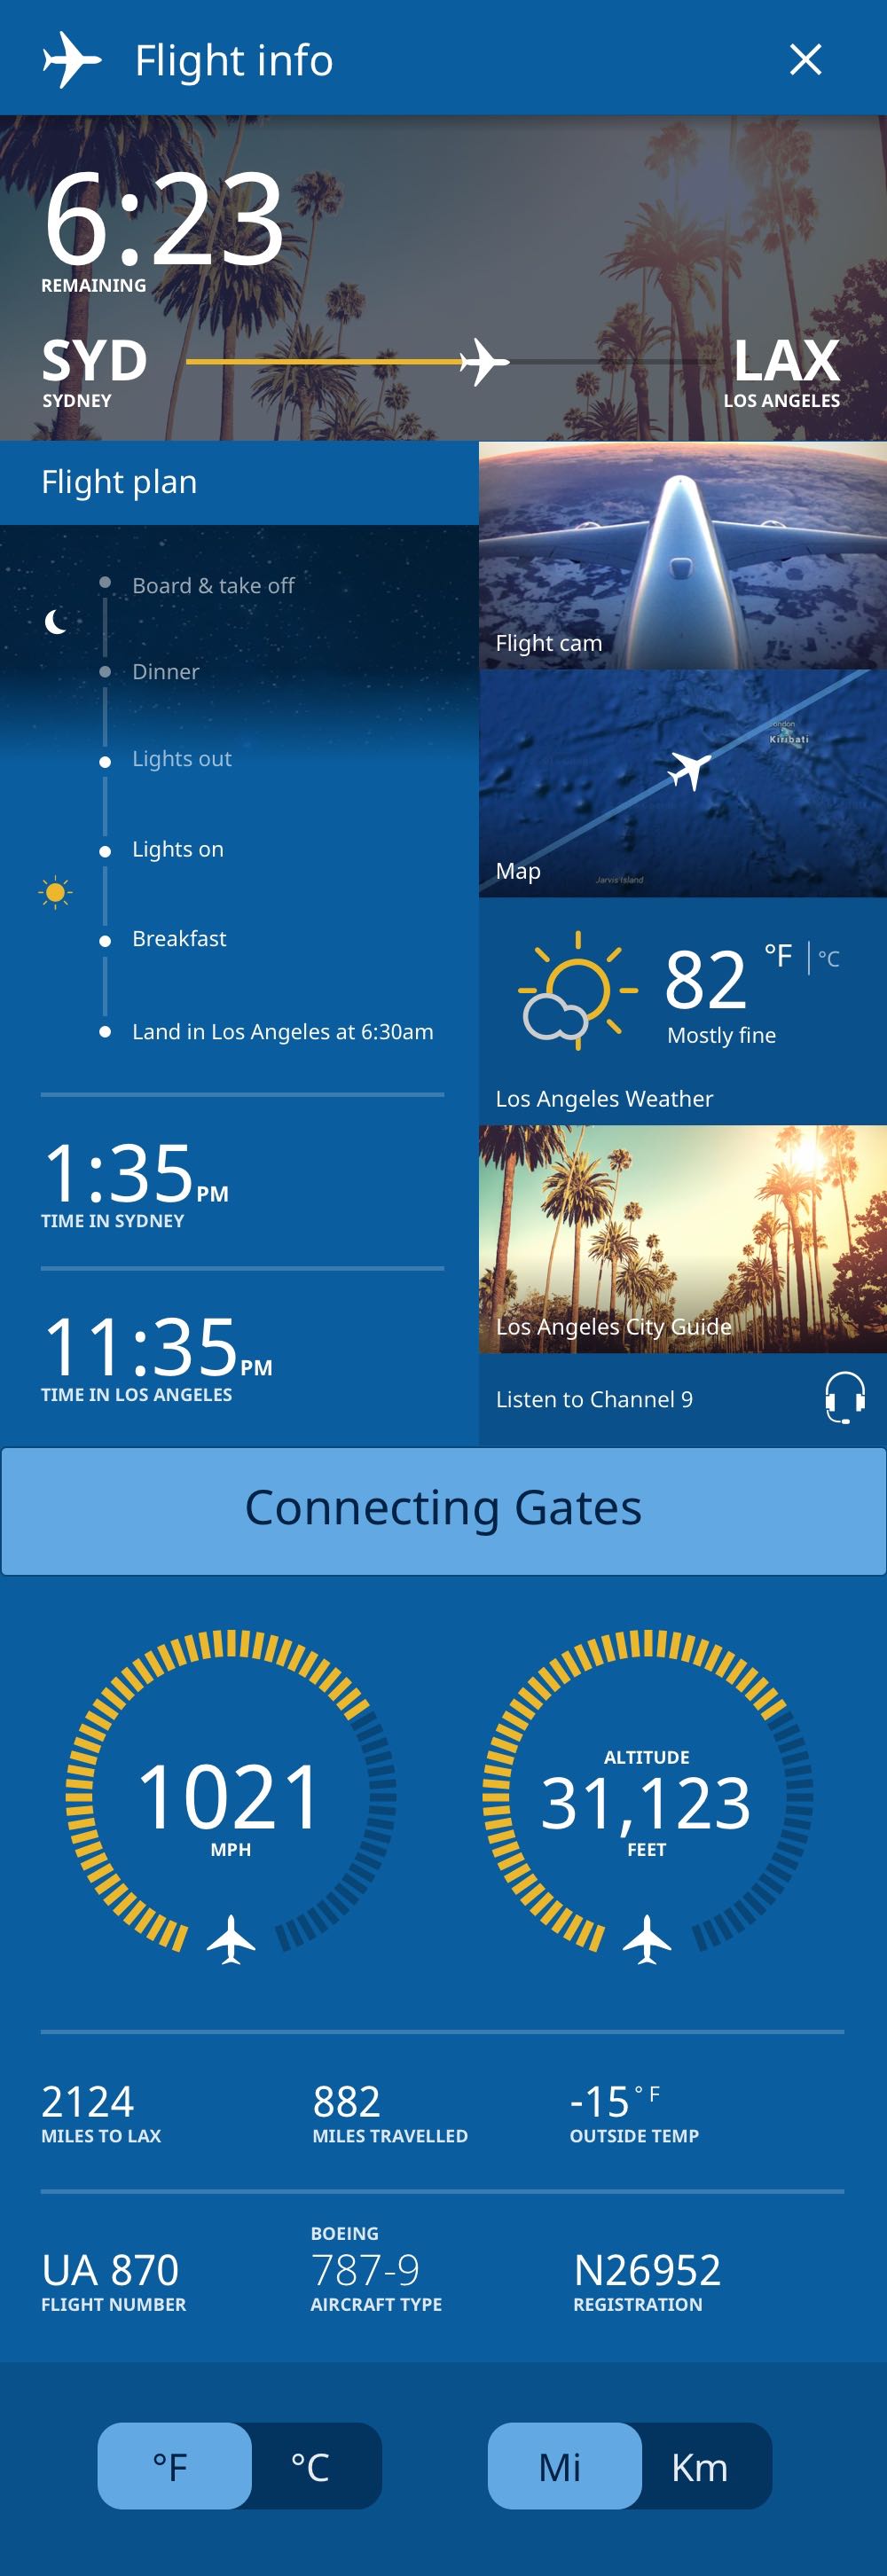 Flight info
6:23
REMAINING
SYD
SYDNEY
LAX
LOS ANGELES
Flight plan
Board & take off
Dinner
Lights out
Lights on
Breakfast
Land in Los Angeles at 6:30am
1:35 PM
TIME IN SYDNEY
11:35 PM
TIME IN LOS ANGELES
Flight cam
Kiribati
Map
Jarvis Island
82 °F | °C
Mostly fine
Los Angeles Weather
Los Angeles City Guide
Listen to Channel 9
Connecting Gates
1021
MPH
ALTITUDE
31,123
FEET
2124
MILES TO LAX
882
MILES TRAVELLED
-15 ° F
OUTSIDE TEMP
UA 870
FLIGHT NUMBER
BOEING
787-9
AIRCRAFT TYPE
N26952
REGISTRATION
°F °C
Mi Km